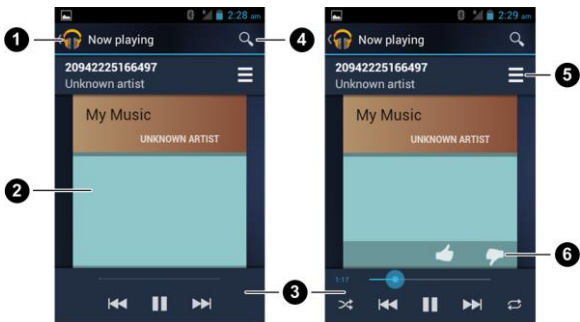 2:28 am
Now playing
20942225166497
Unknown artist
My Music
UNKNOWN ARTIST
1
2
3
4
2:29 am
Now playing
20942225166497
Unknown artist
My Music
UNKNOWN ARTIST
1:17
5
6